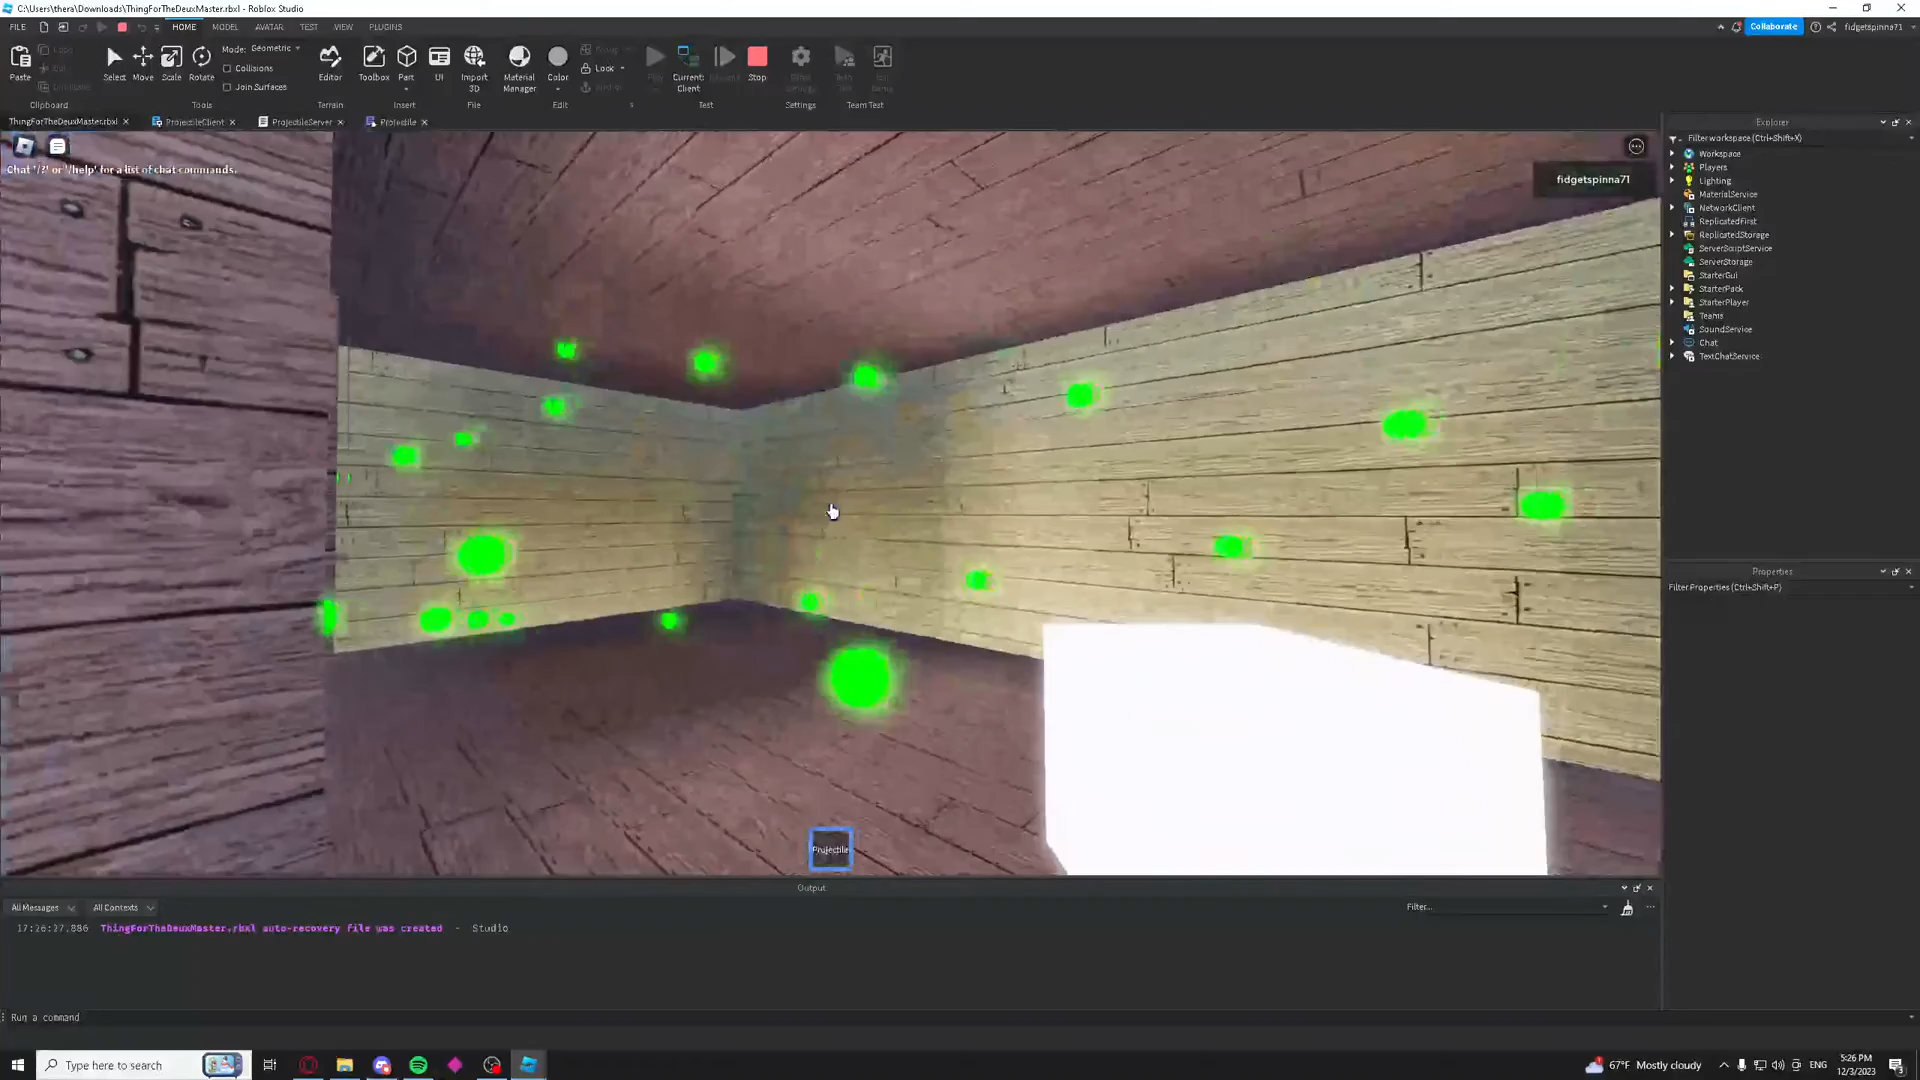 C:\Users\thera\Downloads\ThingForTheDeuxMaster.rbxl - Roblox Studio
FILE
HOME MODEL AVATAR TEST VIEW PLUGINS
Collaborate fidgetspinna71
Paste
Select Move Scale Rotate
Mode: Geometric
Collisions
Join Surfaces
Editor
Toolbox Part UI
Import 3D
Material Manager
Color
Group
Lock
Anchor
Play
Current: Client
Stop
Clipboard Tools Terrain Insert File Edit Test Settings Team Test
ThingForTheDeuxMaster.rbxl ProjectileClient ProjectileServer Projectile
Chat '/?' or '/help' for a list of chat commands.
fidgetspinna71
Projectile
Explorer
Filter workspace (Ctrl+Shift+X)
Workspace
Players
Lighting
MaterialService
NetworkClient
ReplicatedFirst
ReplicatedStorage
ServerScriptService
ServerStorage
StarterGui
StarterPack
StarterPlayer
Teams
SoundService
Chat
TextChatService
Properties
Filter Properties (Ctrl+Shift+P)
Output
All Messages All Contexts Filter...
17:26:27.886 ThingForTheDeuxMaster.rbxl auto-recovery file was created - Studio
Run a command
Type here to search
67°F Mostly cloudy
ENG
5:26 PM
12/3/2023